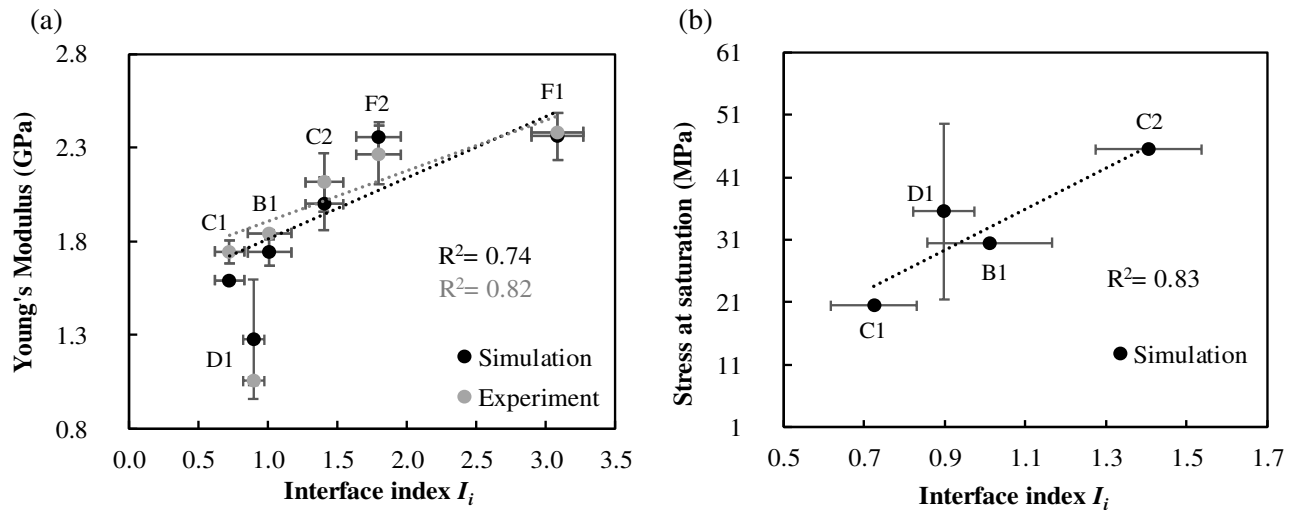 (a)
Young's Modulus (GPa)
2.8
2.3
1.8
1.3
0.8
0.0 0.5 1.0 1.5 2.0 2.5 3.0 3.5
Interface index Ii
C1
B1
D1
C2
F2
F1
R²= 0.74
R²= 0.82
Simulation
Experiment
(b)
Stress at saturation (MPa)
61
51
41
31
21
11
1
0.5 0.7 0.9 1.1 1.3 1.5 1.7
Interface index Ii
C1
D1
B1
C2
R²= 0.83
Simulation